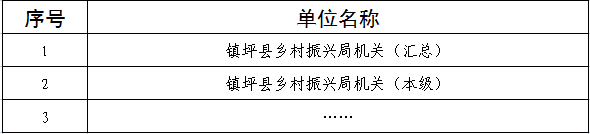 序号 单位名称
1 镇坪县乡村振兴局机关（汇总）
2 镇坪县乡村振兴局机关（本级）
3 ……